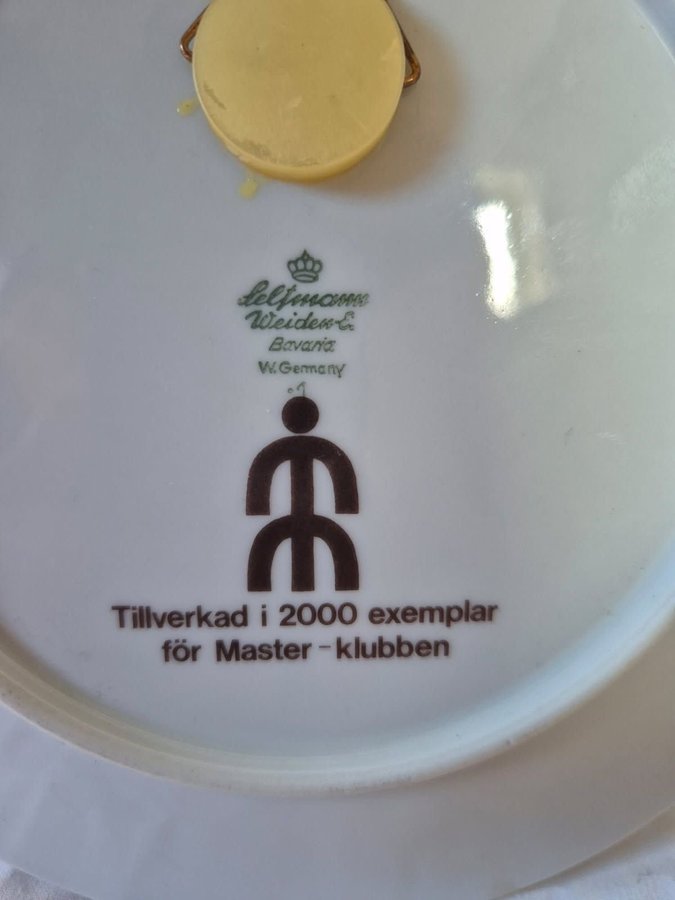 Seltmann
Weiden
Bavaria
W. Germany
Tillverkad i 2000 exemplar
för Master-klubben